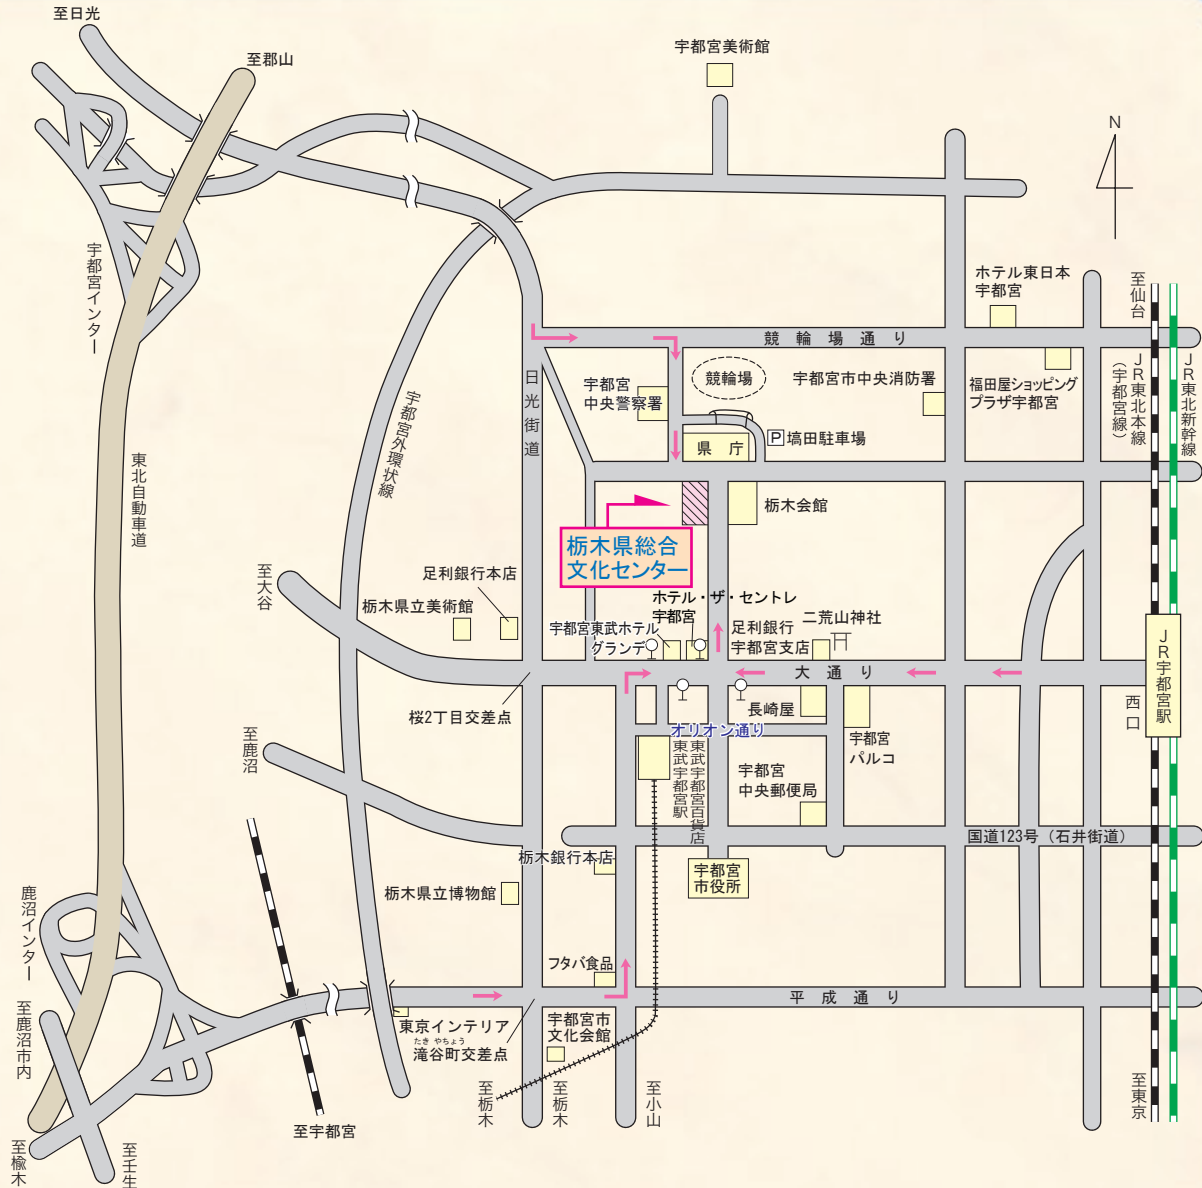 至日光
至郡山
宇都宮美術館
N
宇都宮インター
ホテル東日本
宇都宮
至仙台
競輪場通り
日光街道
宇都宮
中央警察署
競輪場
宇都宮市中央消防署
福田屋ショッピング
プラザ宇都宮
JR東北本線
(宇都宮線)
JR東北新幹線
宇都宮外環状線
P 塙田駐車場
県庁
東北自動車道
栃木会館
栃木県総合
文化センター
至大谷
足利銀行本店
栃木県立美術館
ホテル・ザ・セントレ
宇都宮
宇都宮東武ホテル
グランデ
足利銀行
宇都宮支店
二荒山神社
大通り
JR宇都宮駅
西口
桜2丁目交差点
長崎屋
オリオン通り
至鹿沼
宇都宮
パルコ
東武宇都宮百貨店
東武宇都宮駅
宇都宮
中央郵便局
国道123号(石井街道)
栃木銀行本店
宇都宮
市役所
栃木県立博物館
鹿沼インター
フタバ食品
平成通り
至鹿沼市内
東京インテリア
たきやちょう
滝谷町交差点
宇都宮市
文化会館
至栃木
至栃木
至小山
至東京
至宇都宮
至楡木
至壬生